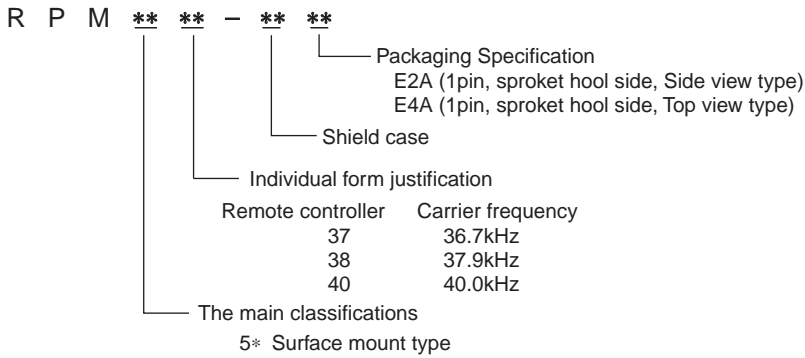 R P M ** ** – ** **
Packaging Specification
E2A (1pin, sproket hool side, Side view type)
E4A (1pin, sproket hool side, Top view type)
Shield case
Individual form justification
Remote controller Carrier frequency
37 36.7kHz
38 37.9kHz
40 40.0kHz
The main classifications
5* Surface mount type